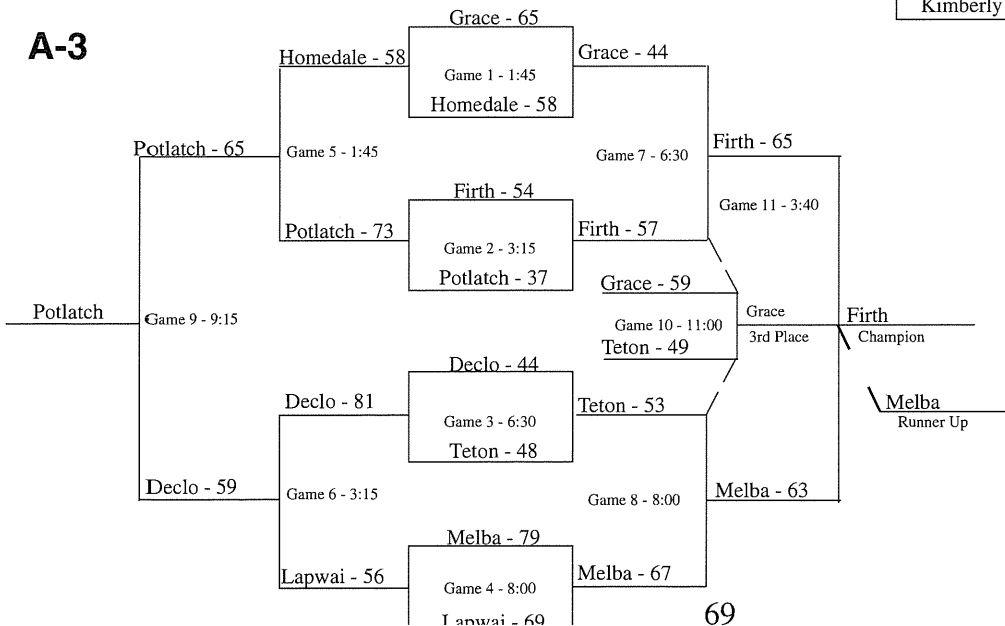 Kimberly
A-3
Grace - 65
Homedale - 58
Game 1 - 1:45
Grace - 44
Homedale - 58
Potlatch - 65
Game 5 - 1:45
Game 7 - 6:30
Firth - 65
Firth - 54
Game 11 - 3:40
Potlatch - 73
Game 2 - 3:15
Firth - 57
Potlatch - 37
Grace - 59
Potlatch
Game 9 - 9:15
Game 10 - 11:00
Grace
3rd Place
Firth
Champion
Teton - 49
Declo - 44
Declo - 81
Game 3 - 6:30
Teton - 53
Melba
Runner Up
Teton - 48
Declo - 59
Game 6 - 3:15
Game 8 - 8:00
Melba - 63
Melba - 79
Lapwai - 56
Game 4 - 8:00
Melba - 67
Lapwai - 69
69